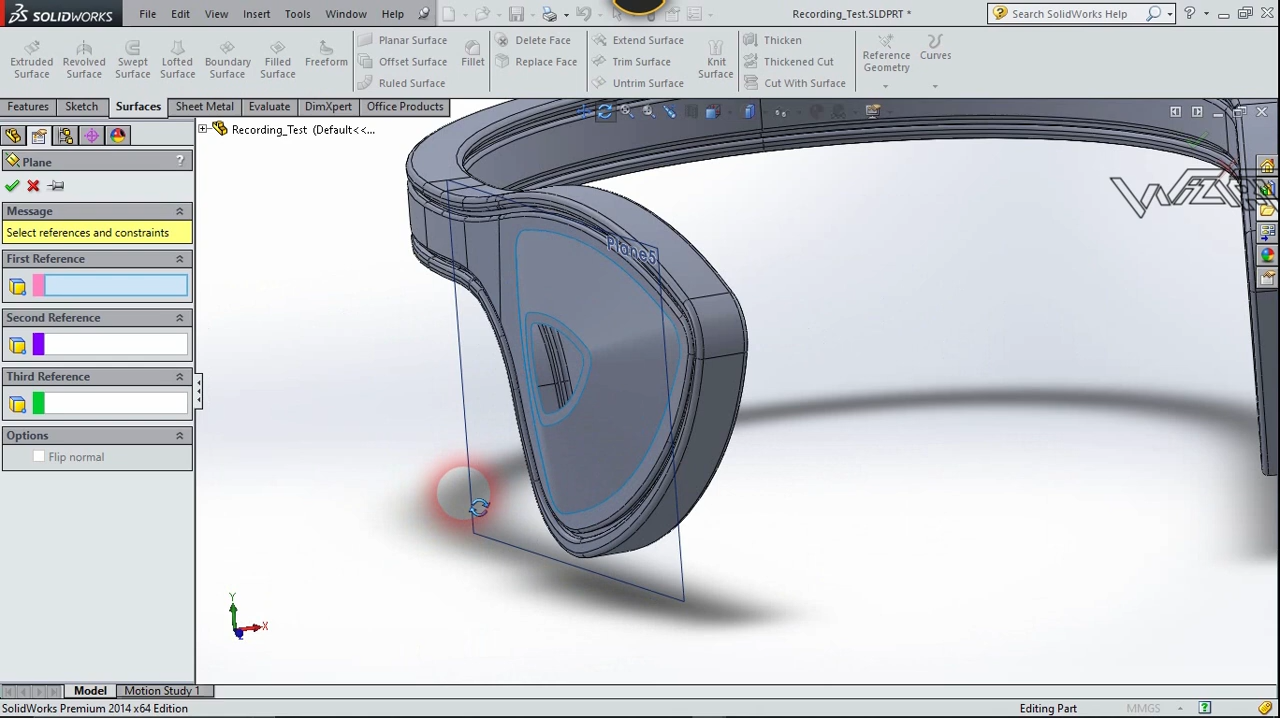 SOLIDWORKS File Edit View Insert Tools Window Help Recording_Test.SLDPRT * Search SolidWorks Help
Extruded Surface Revolved Surface Swept Surface Lofted Surface Boundary Surface Filled Surface Freeform
Planar Surface
Offset Surface
Ruled Surface
Fillet
Delete Face
Replace Face
Extend Surface
Trim Surface
Untrim Surface
Knit Surface
Thicken
Thickened Cut
Cut With Surface
Reference Geometry
Curves
Features Sketch Surfaces Sheet Metal Evaluate DimXpert Office Products
Recording_Test (Default<<...
Plane ?
Message
Select references and constraints
First Reference
Second Reference
Third Reference
Options
Flip normal
Plane5
Y
X
Z
Model Motion Study 1
SolidWorks Premium 2014 x64 Edition Editing Part MMGS ?